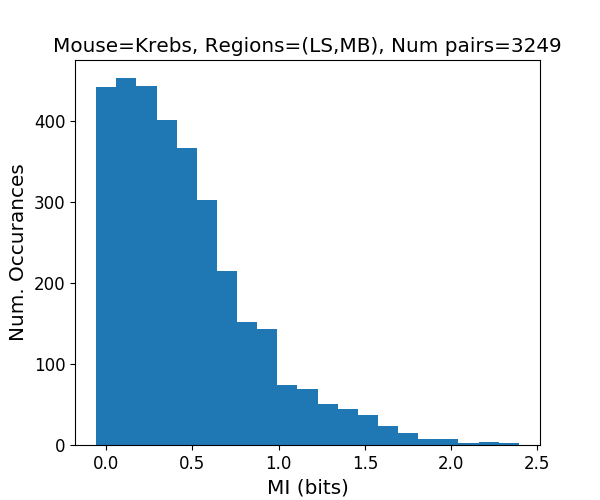 Mouse=Krebs, Regions=(LS,MB), Num pairs=3249
Num. Occurances
400
300
200
100
0
0.0 0.5 1.0 1.5 2.0 2.5
MI (bits)